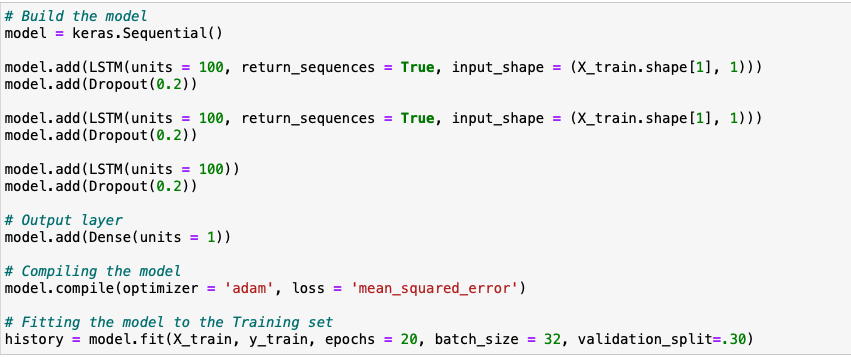 # Build the model
model = keras.Sequential()
model.add(LSTM(units = 100, return_sequences = True, input_shape = (X_train.shape[1], 1)))
model.add(Dropout(0.2))
model.add(LSTM(units = 100, return_sequences = True, input_shape = (X_train.shape[1], 1)))
model.add(Dropout(0.2))
model.add(LSTM(units = 100))
model.add(Dropout(0.2))
# Output layer
model.add(Dense(units = 1))
# Compiling the model
model.compile(optimizer = 'adam', loss = 'mean_squared_error')
# Fitting the model to the Training set
history = model.fit(X_train, y_train, epochs = 20, batch_size = 32, validation_split=.30)